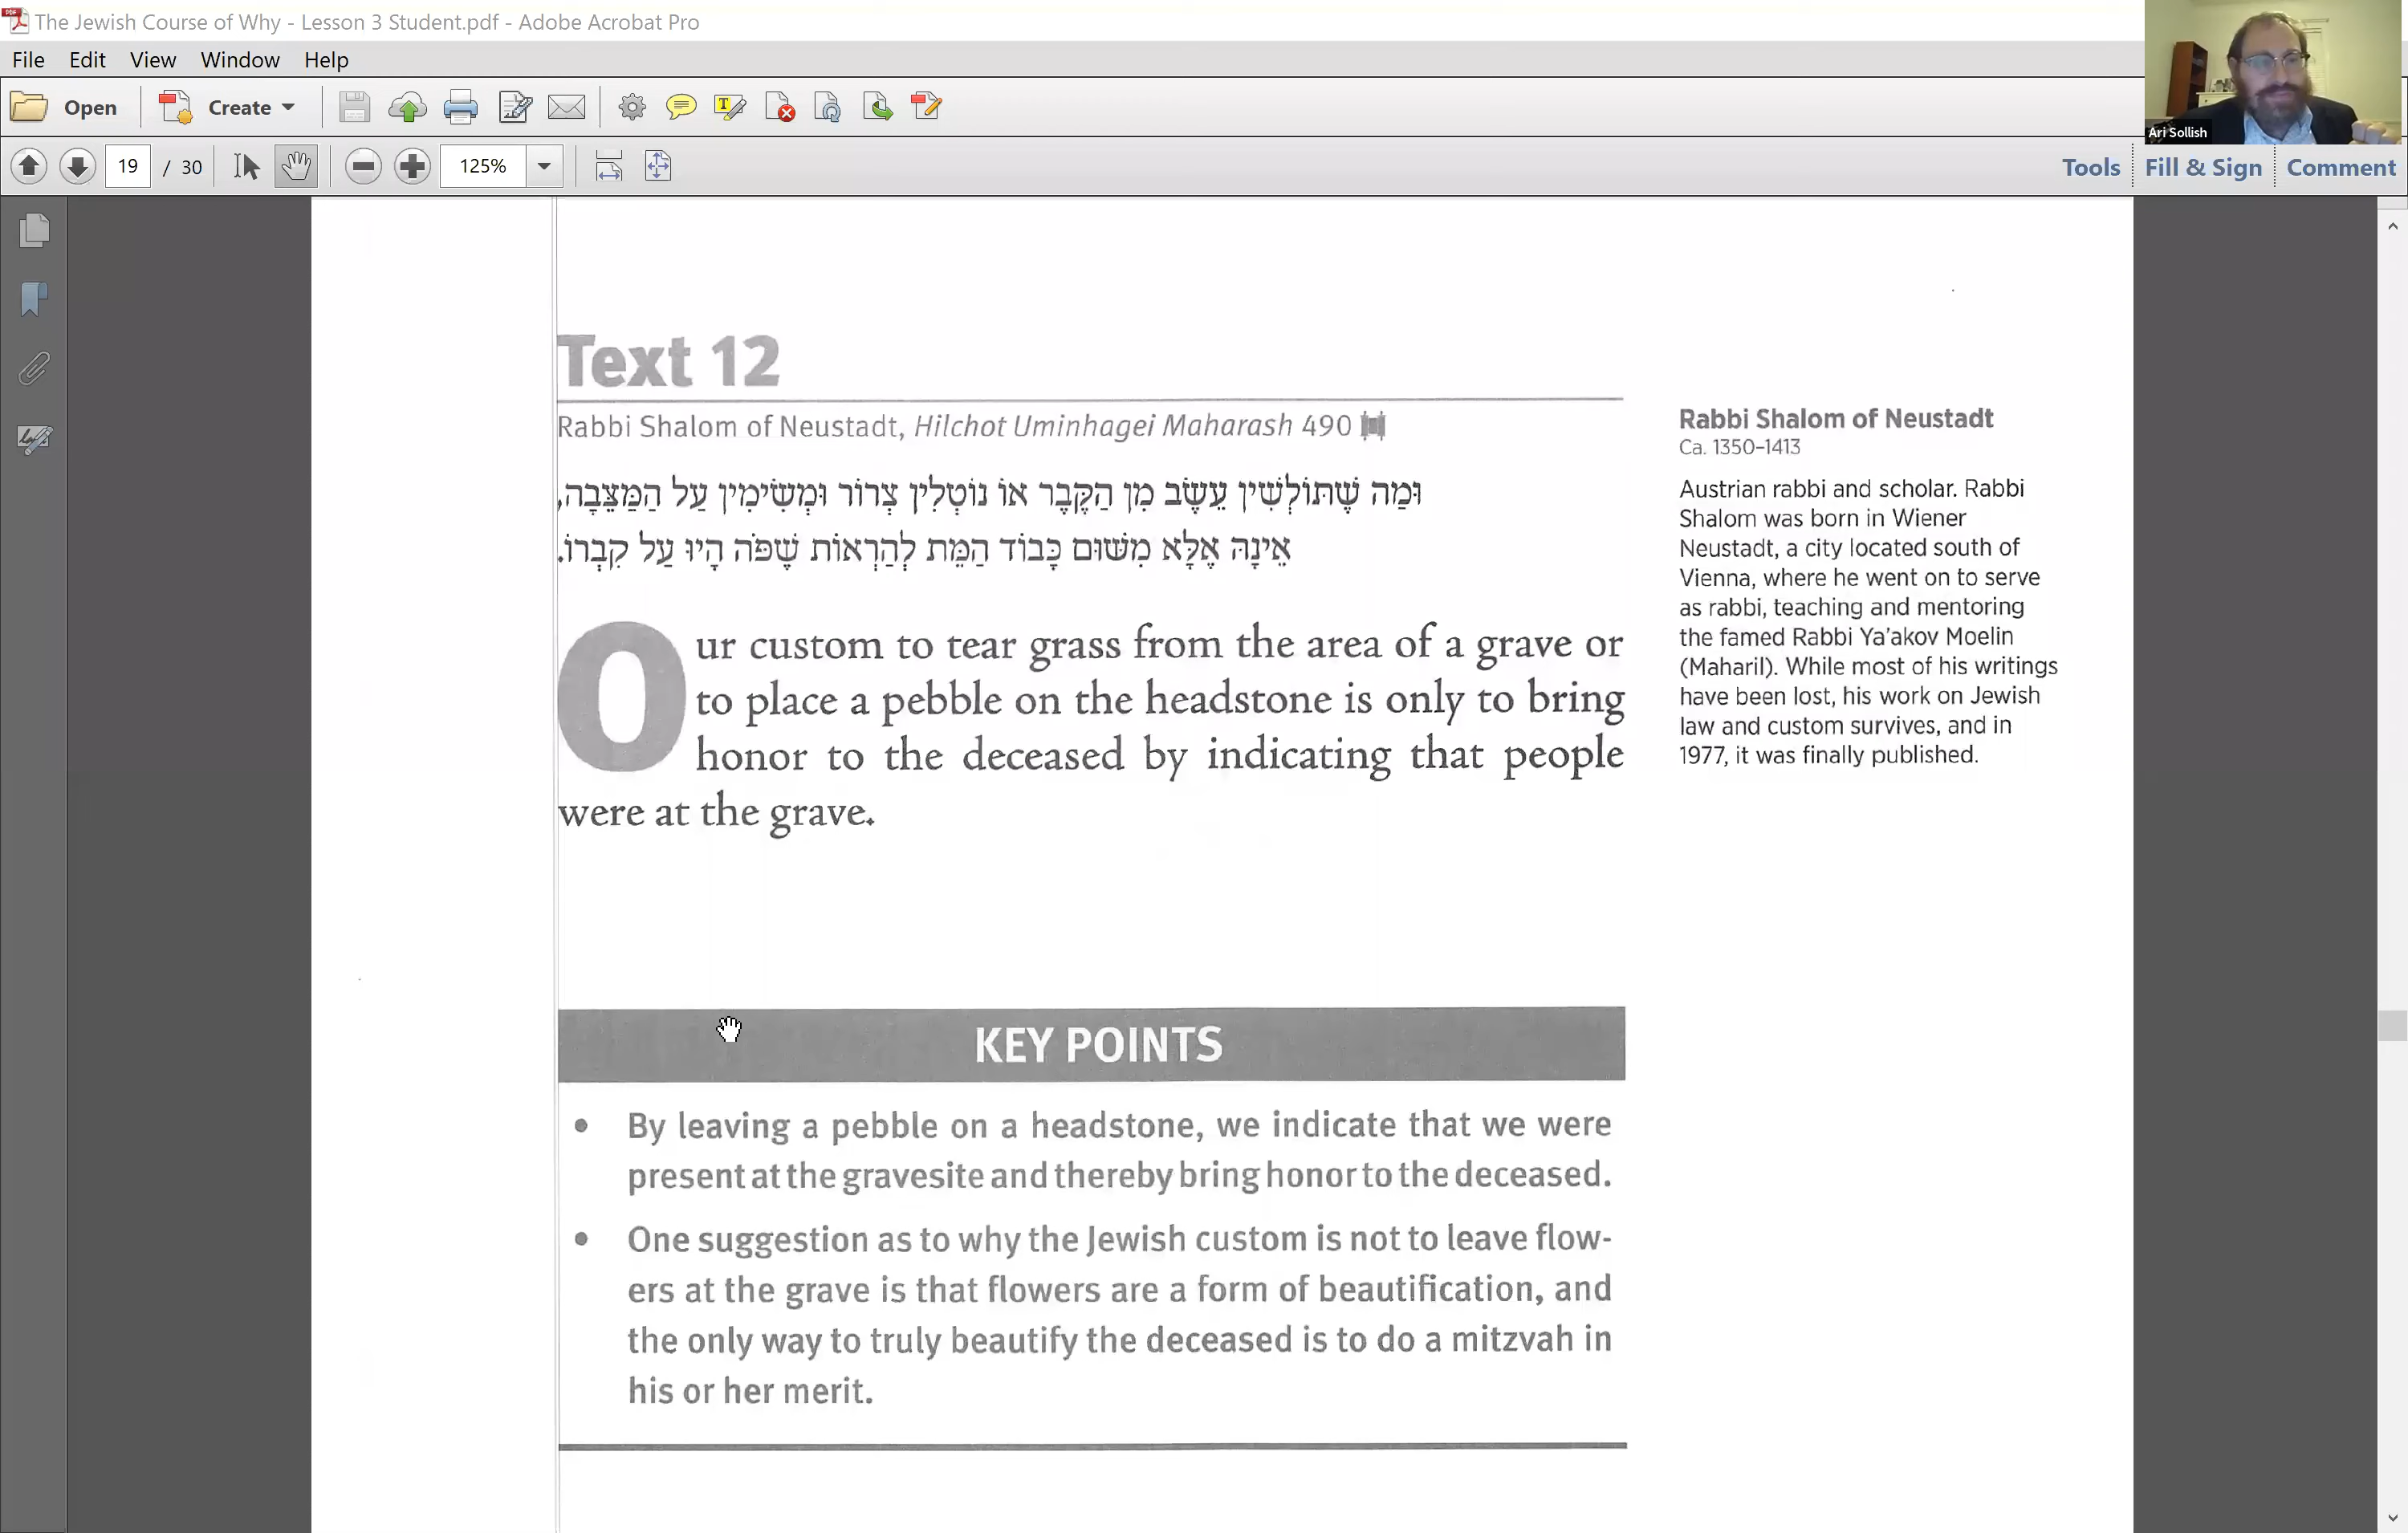 The Jewish Course of Why - Lesson 3 Student.pdf - Adobe Acrobat Pro
File Edit View Window Help
Open Create
Ari Sollish
19 / 30 125% Tools Fill & Sign Comment
Text 12
Rabbi Shalom of Neustadt, Hilchot Uminhagei Maharash 490
וּמַה שֶׁתּוֹלְשִׁין עֵשֶׂב מִן הַקֶּבֶר אוֹ נוֹטְלִין צְרוֹר וּמְשִׂימִין עַל הַמַּצֵּבָה,
אֵינָהּ אֶלָּא מִשּׁוּם כָּבוֹד הַמֵּת לְהַרְאוֹת שֶׁפֹּה הָיוּ עַל קִבְרוֹ.
Our custom to tear grass from the area of a grave or
to place a pebble on the headstone is only to bring
honor to the deceased by indicating that people
were at the grave.
Rabbi Shalom of Neustadt
Ca. 1350–1413
Austrian rabbi and scholar. Rabbi
Shalom was born in Wiener
Neustadt, a city located south of
Vienna, where he went on to serve
as rabbi, teaching and mentoring
the famed Rabbi Ya'akov Moelin
(Maharil). While most of his writings
have been lost, his work on Jewish
law and custom survives, and in
1977, it was finally published.
KEY POINTS
• By leaving a pebble on a headstone, we indicate that we were
present at the gravesite and thereby bring honor to the deceased.
• One suggestion as to why the Jewish custom is not to leave flow-
ers at the grave is that flowers are a form of beautification, and
the only way to truly beautify the deceased is to do a mitzvah in
his or her merit.